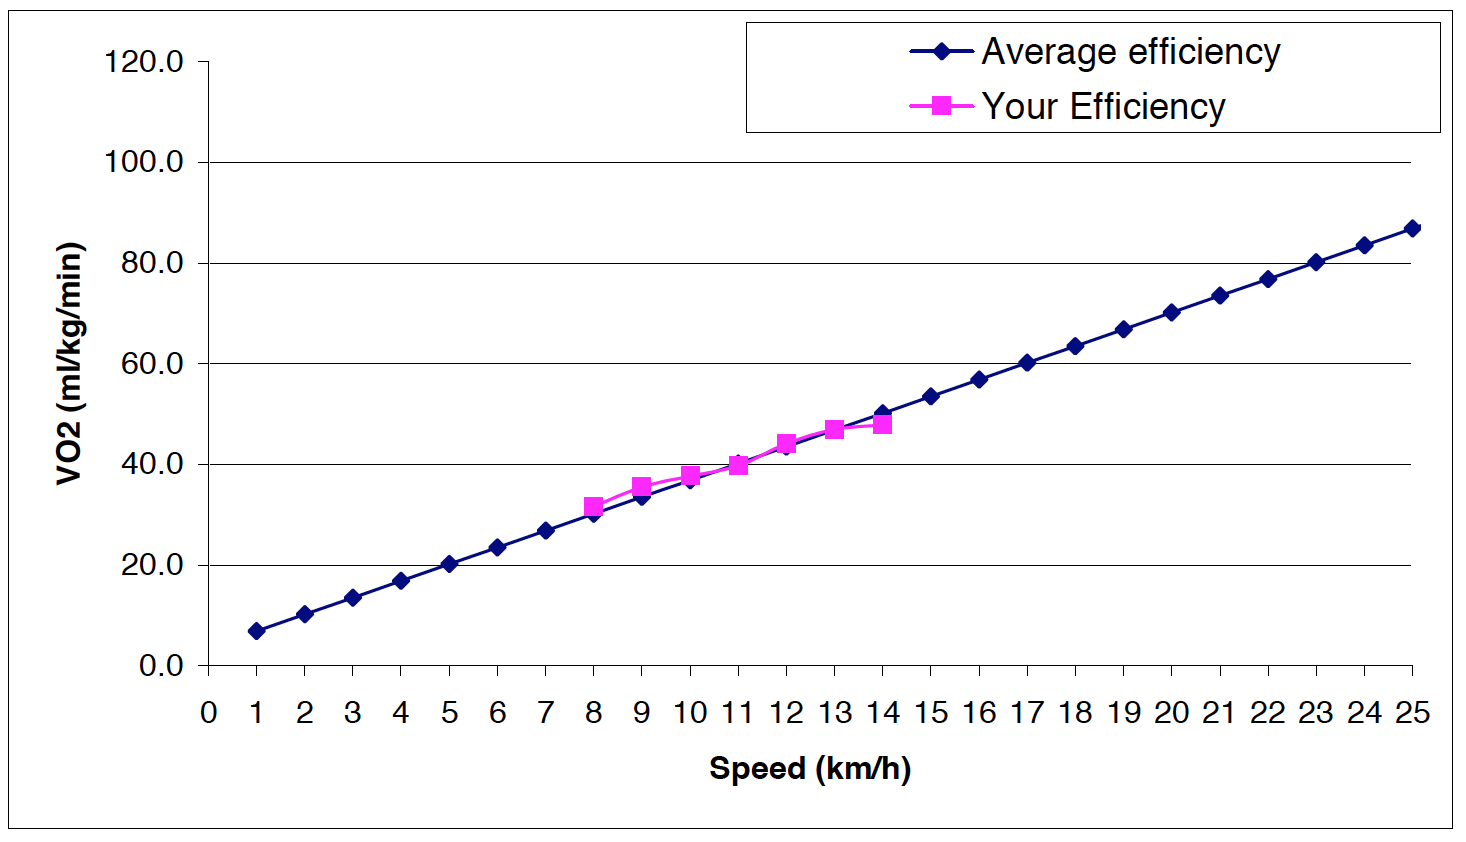 Average efficiency
Your Efficiency
120.0
100.0
80.0
60.0
40.0
20.0
0.0
VO2 (ml/kg/min)
0 1 2 3 4 5 6 7 8 9 10 11 12 13 14 15 16 17 18 19 20 21 22 23 24 25
Speed (km/h)